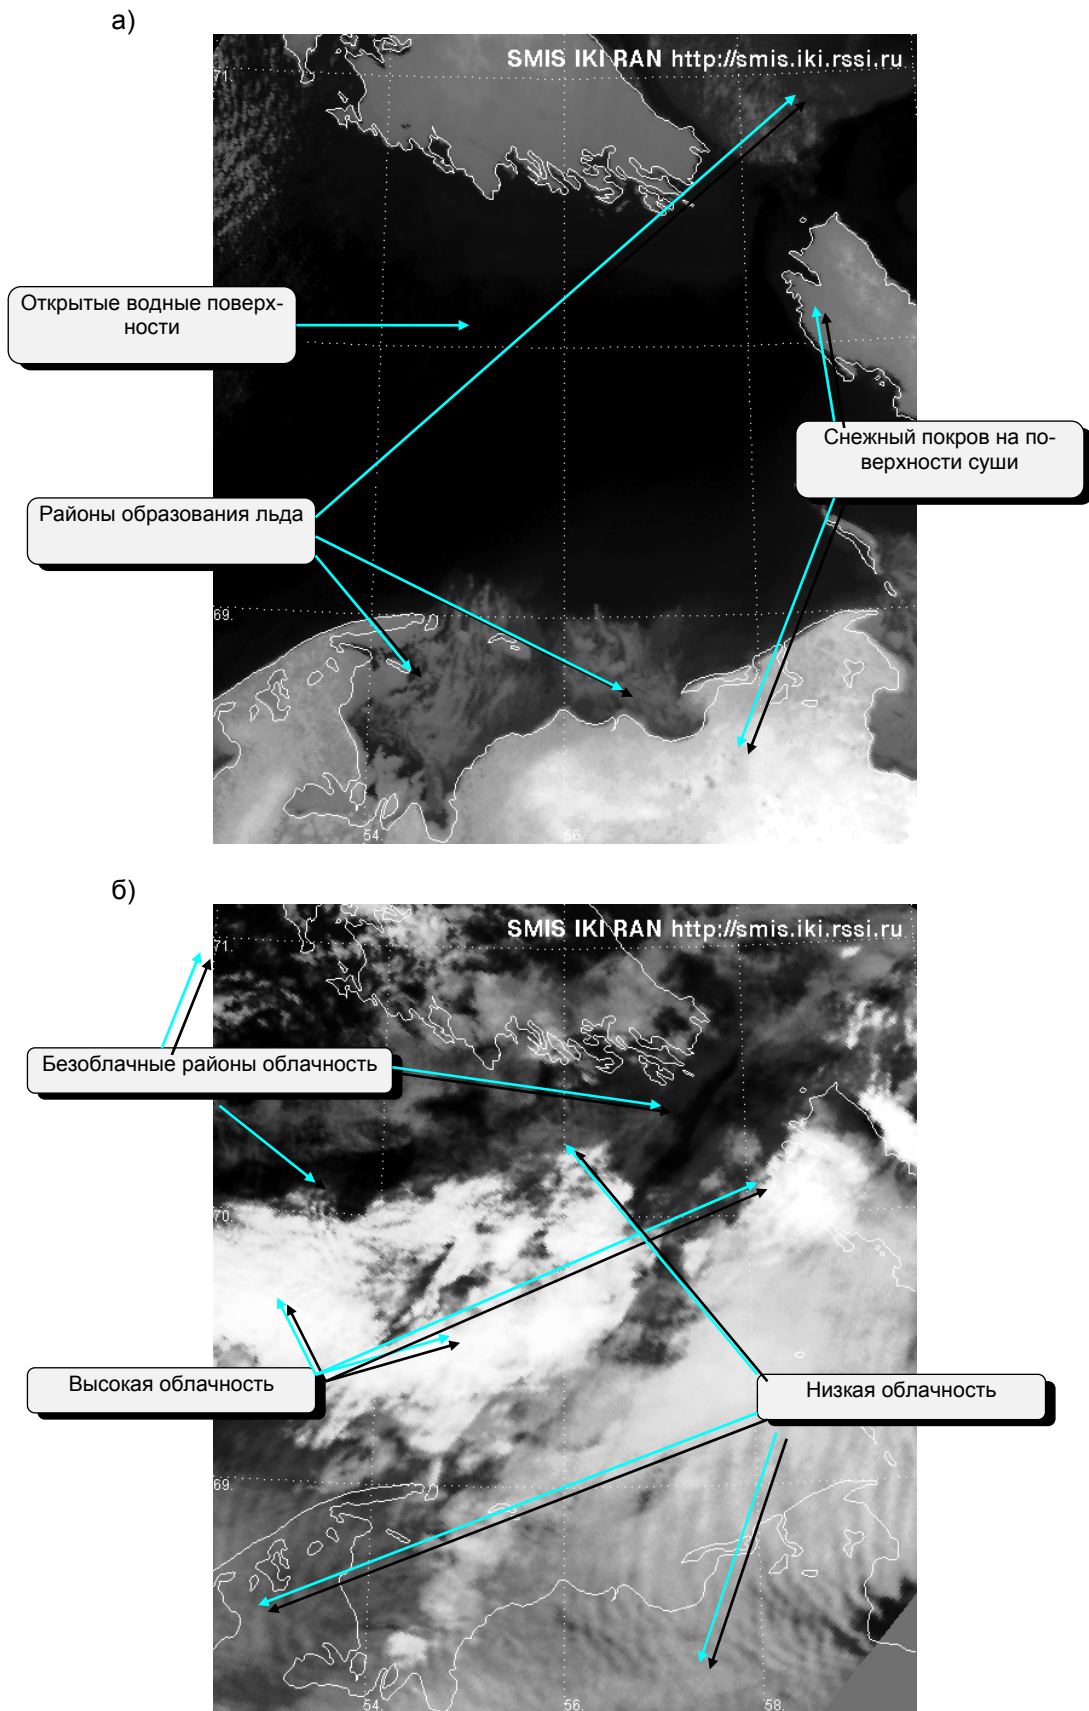 а)
SMIS IKI RAN http://smis.iki.rssi.ru
71.
Открытые водные поверх-
ности
Снежный покров на по-
верхности суши
Районы образования льда
69.
54.
56.
б)
SMIS IKI RAN http://smis.iki.rssi.ru
71.
Безоблачные районы облачность
70.
Высокая облачность
Низкая облачность
69.
54.
56.
58.